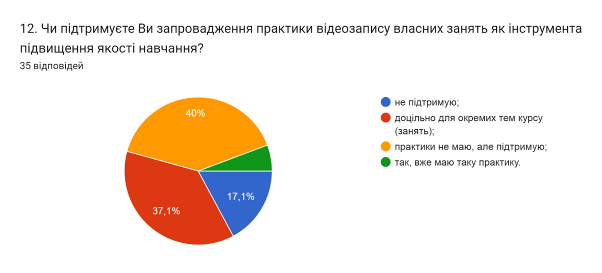 12. Чи підтримуєте Ви запровадження практики відеозапису власних занять як інструмента
підвищення якості навчання?
35 відповідей
не підтримую;
доцільно для окремих тем курсу
(занять);
практики не маю, але підтримую;
так, вже маю таку практику.
40%
17,1%
37,1%